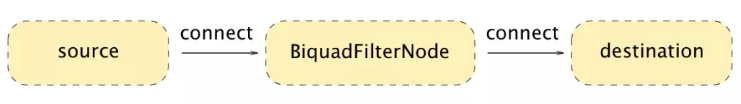 connect connect
source BiquadFilterNode destination